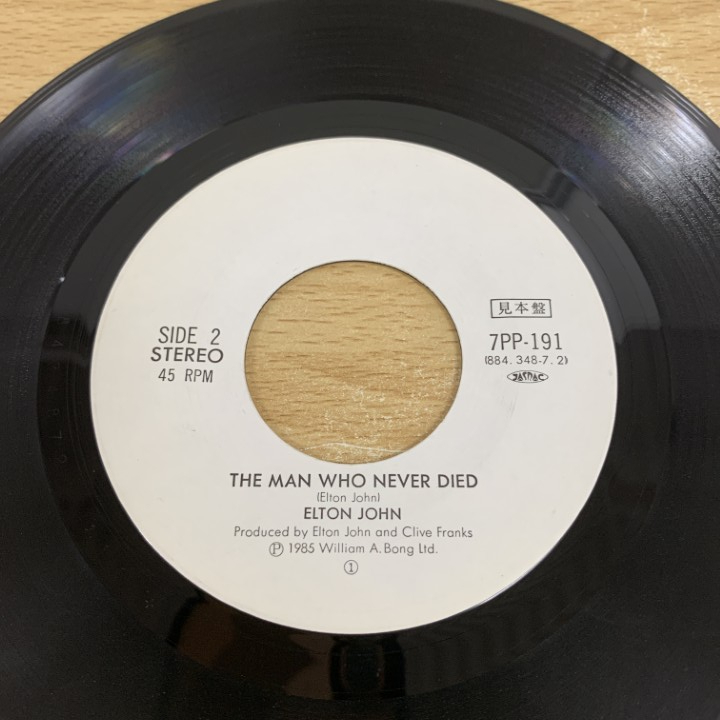 見本盤
SIDE 2
STEREO
45 RPM
7PP-191
(884. 348-7. 2)
JASRAC
THE MAN WHO NEVER DIED
(Elton John)
ELTON JOHN
Produced by Elton John and Clive Franks
Ⓟ 1985 William A. Bong Ltd.
①